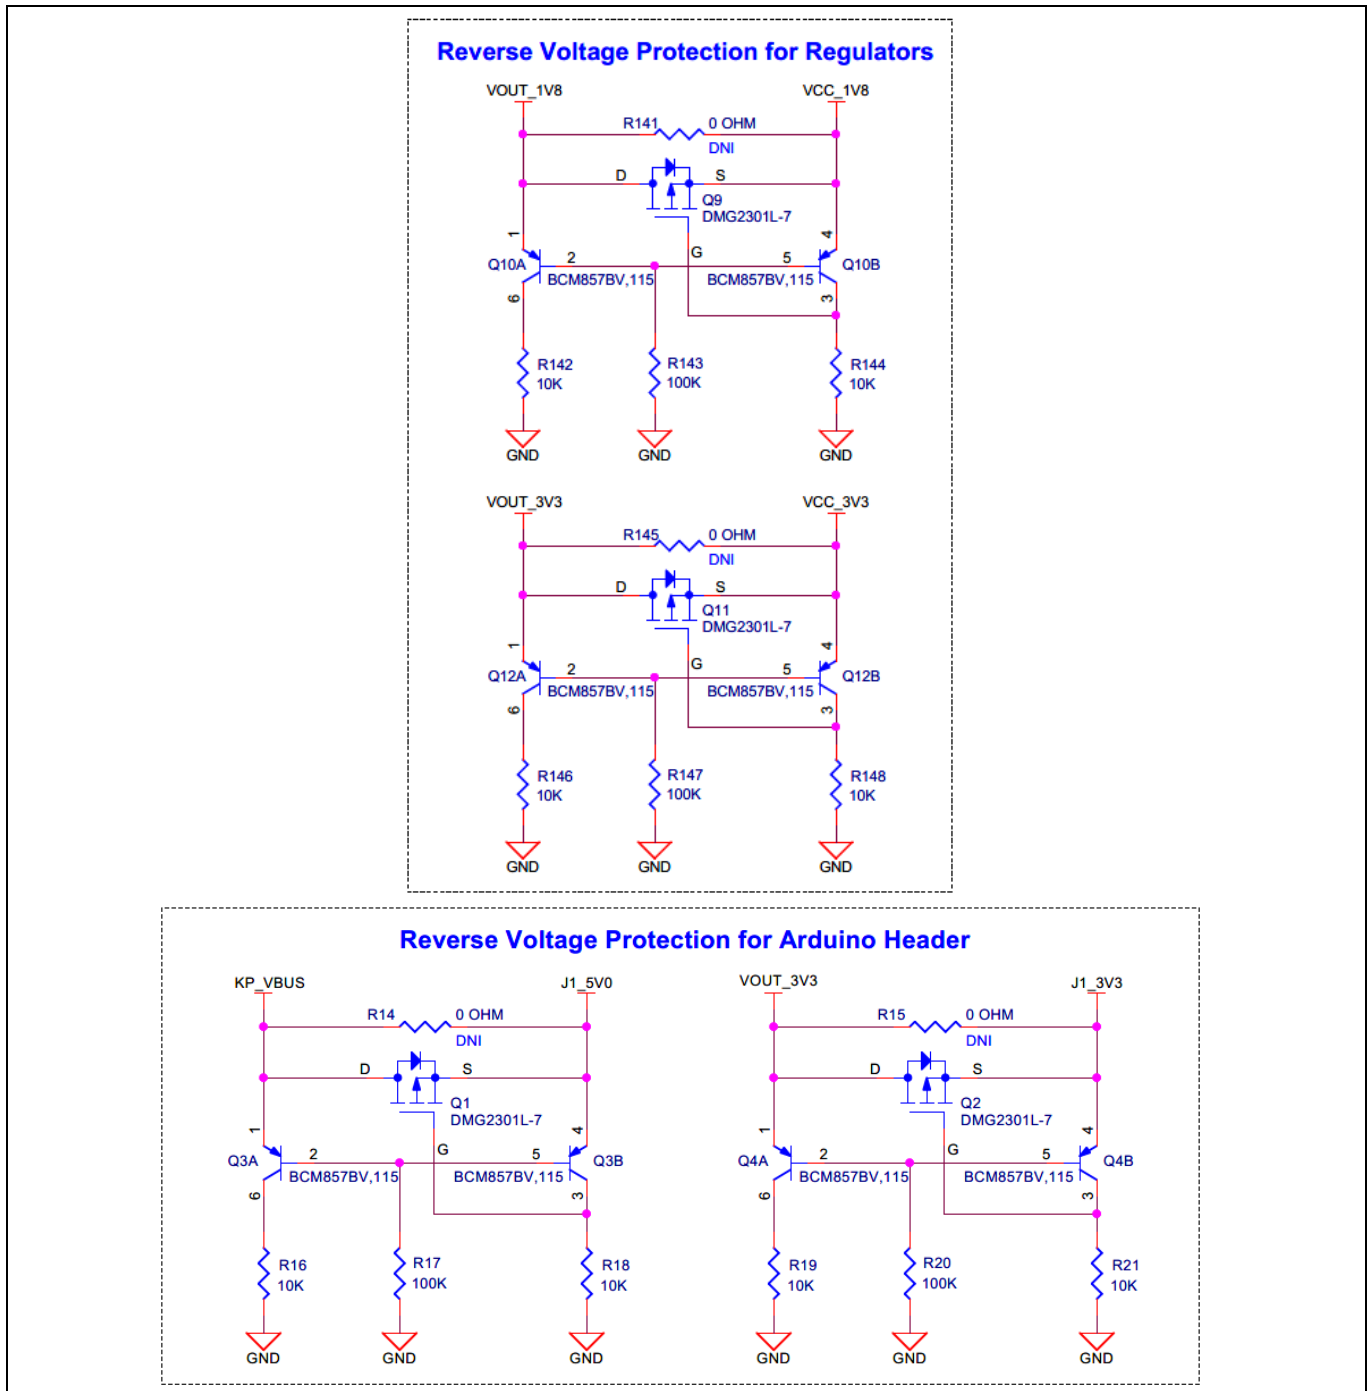 Reverse Voltage Protection for Regulators
VOUT_1V8 VCC_1V8
R141 0 OHM
DNI
D S
Q9
DMG2301L-7
1 4
G
Q10A 2 5 Q10B
BCM857BV,115 BCM857BV,115
6 3
R142 R143 R144
10K 100K 10K
GND GND GND
VOUT_3V3 VCC_3V3
R145 0 OHM
DNI
D S
Q11
DMG2301L-7
1 4
G
Q12A 2 5 Q12B
BCM857BV,115 BCM857BV,115
6 3
R146 R147 R148
10K 100K 10K
GND GND GND
Reverse Voltage Protection for Arduino Header
KP_VBUS J1_5V0 VOUT_3V3 J1_3V3
R14 0 OHM R15 0 OHM
DNI DNI
D S D S
Q1 Q2
DMG2301L-7 DMG2301L-7
1 4 1 4
G G
Q3A 2 5 Q3B Q4A 2 5 Q4B
BCM857BV,115 BCM857BV,115 BCM857BV,115 BCM857BV,115
6 3 6 3
R16 R17 R18 R19 R20 R21
10K 100K 10K 10K 100K 10K
GND GND GND GND GND GND